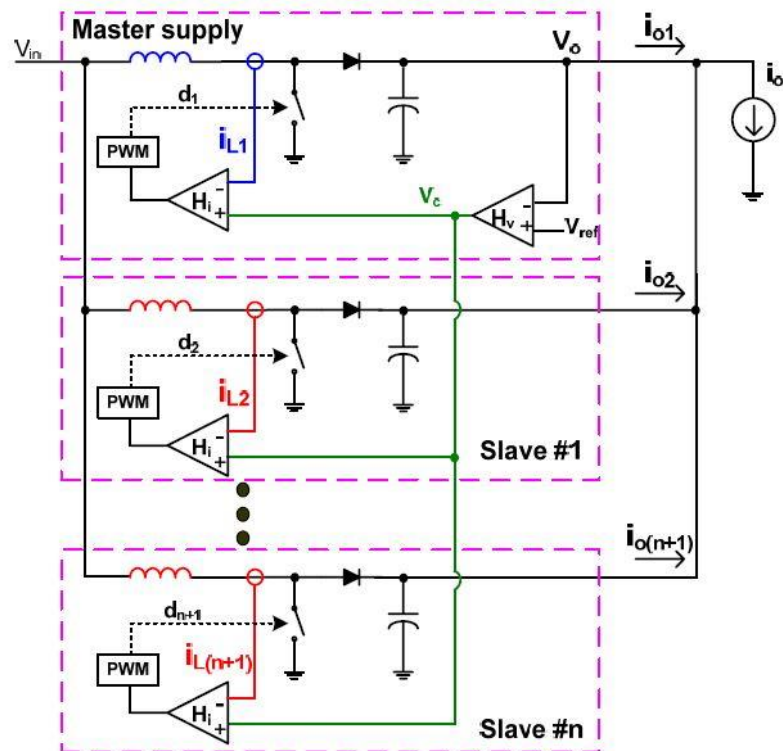 Master supply
Vin
Vo
io1
io
d1
PWM
iL1
Hi
-
+
Vc
Hv
-
+
Vref
io2
d2
PWM
iL2
Hi
-
+
Slave #1
io(n+1)
dn+1
PWM
iL(n+1)
Hi
-
+
Slave #n